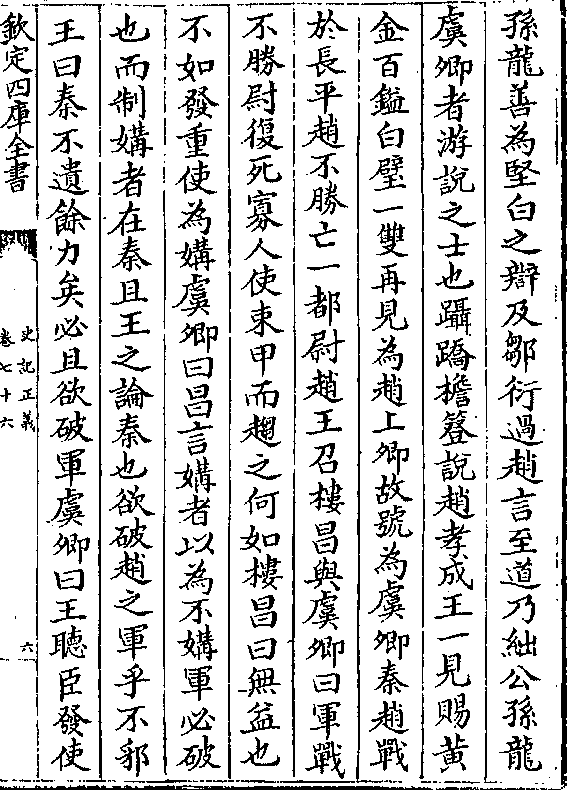 孫龍善為堅白之辯及鄒衍過趙言至道乃絀公孫龍
虞卿者游說之士也躡蹻檐簦說趙孝成王一見賜黄
金百鎰白璧一雙再見為趙上卿故號為虞卿秦趙戰
於長平趙不勝亡一都尉趙王召樓昌與虞卿曰軍戰
不勝尉復死寡人使束甲而趨之何如樓昌曰無益也
不如發重使為媾虞卿曰昌言媾者以為不媾軍必破
也而制媾者在秦且王之論秦也欲破趙之軍乎不邪
王曰秦不遺餘力矣必且欲破軍虞卿曰王聽臣發使
欽定四庫全書
史記正義
卷七十六
六